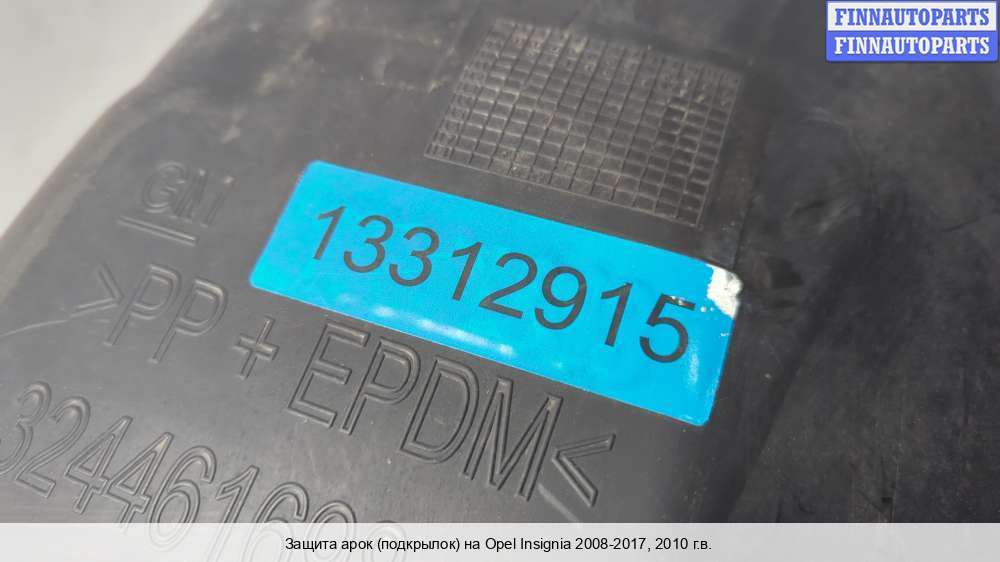 FINNAUTOPARTS
FINNAUTOPARTS
GM
13312915
>PP + EPDM<
Защита арок (подкрылок) на Opel Insignia 2008-2017, 2010 г.в.